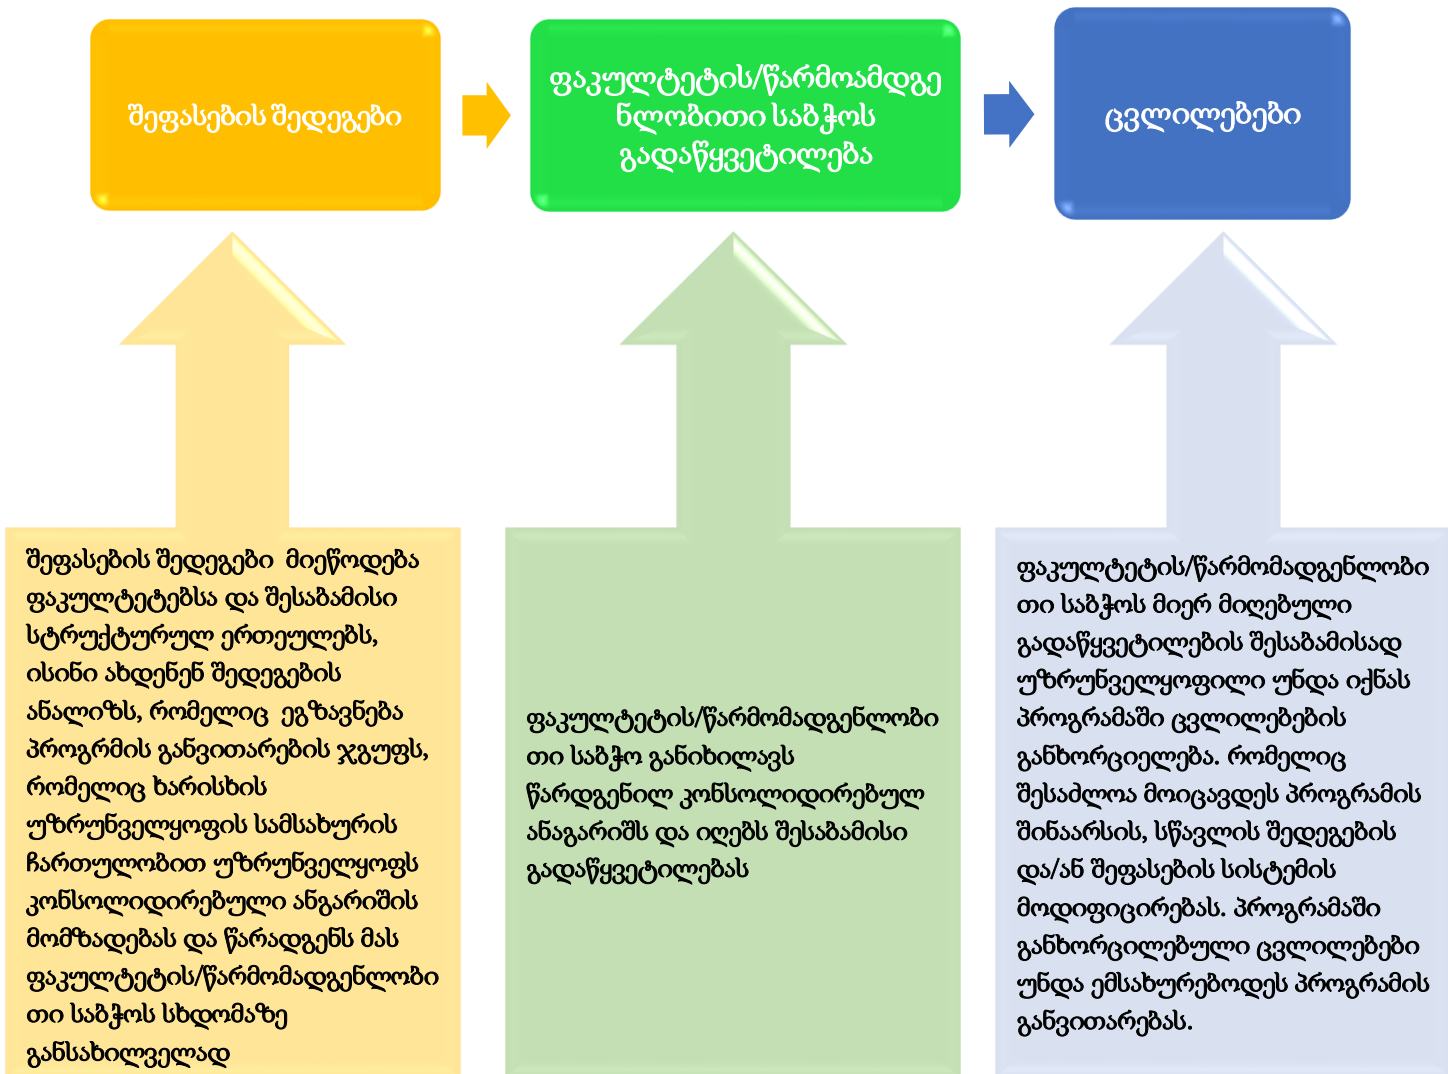 შეფასების შედეგები
ფაკულტეტის/წარმოამდგე
ნლობითი საბჭოს
გადაწყვეტილება
ცვლილებები
შეფასების შედეგები მიეწოდება
ფაკულტეტებსა და შესაბამისი
სტრუქტურულ ერთეულებს,
ისინი ახდენენ შედეგების
ანალიზს, რომელიც ეგზავნება
პროგრმის განვითარების ჯგუფს,
რომელიც ხარისხის
უზრუნველყოფის სამსახურის
ჩართულობით უზრუნველყოფს
კონსოლიდირებული ანგარიშის
მომზადებას და წარადგენს მას
ფაკულტეტის/წარმომადგენლობი
თი საბჭოს სხდომაზე
განსახილველად
ფაკულტეტის/წარმომადგენლობი
თი საბჭო განიხილავს
წარდგენილ კონსოლიდირებულ
ანაგარიშს და იღებს შესაბამისი
გადაწყვეტილებას
ფაკულტეტის/წარმომადგენლობი
თი საბჭოს მიერ მიღებული
გადაწყვეტილების შესაბამისად
უზრუნველყოფილი უნდა იქნას
პროგრამაში ცვლილებების
განხორციელება. რომელიც
შესაძლოა მოიცავდეს პროგრამის
შინაარსის, სწავლის შედეგების
და/ან შეფასების სისტემის
მოდიფიცირებას. პროგრამაში
განხორცილებული ცვლილებები
უნდა ემსახურებოდეს პროგრამის
განვითარებას.